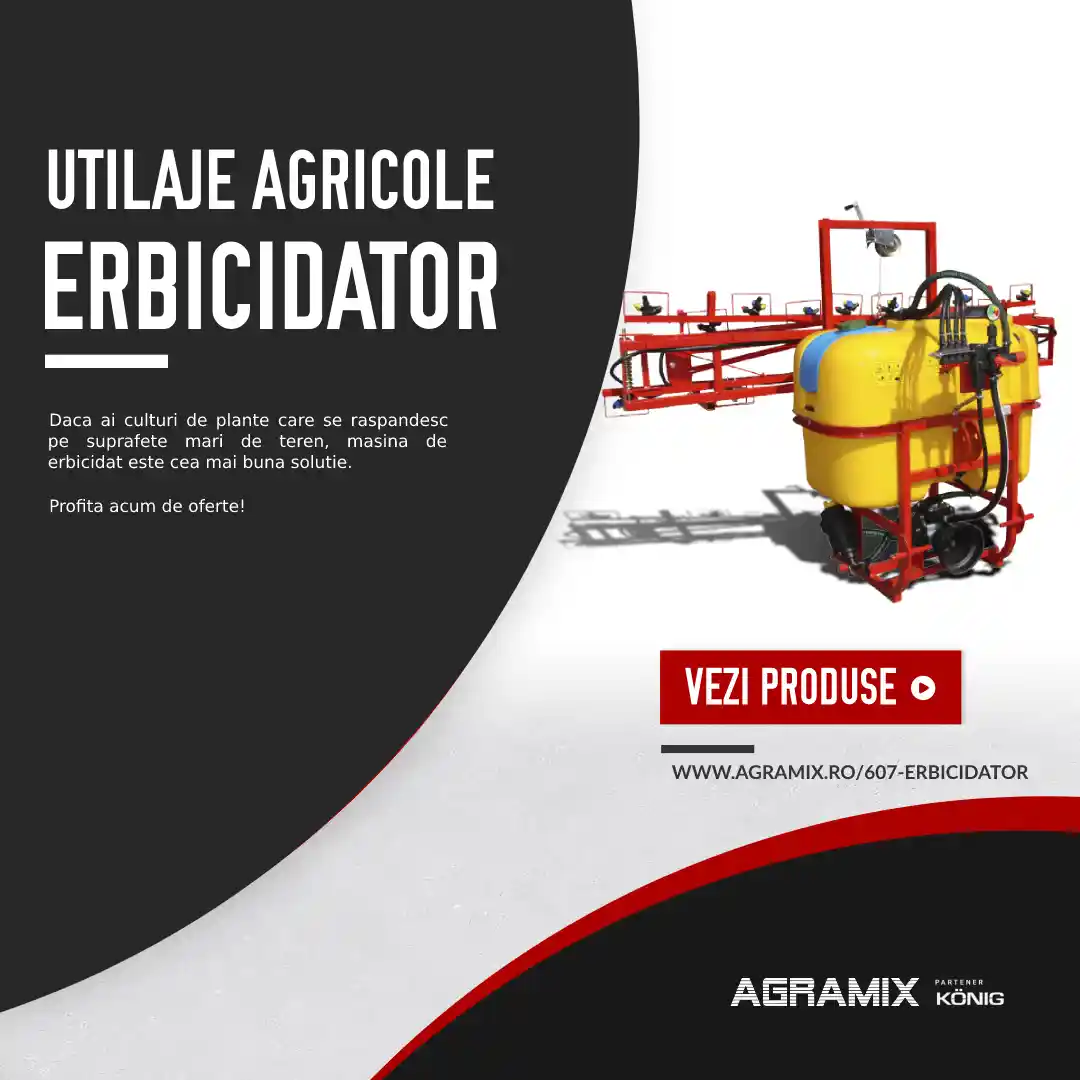 UTILAJE AGRICOLE
ERBICIDATOR
Daca ai culturi de plante care se raspandesc
pe suprafete mari de teren, masina de
erbicidat este cea mai buna solutie.
Profita acum de oferte!
VEZI PRODUSE
WWW.AGRAMIX.RO/607-ERBICIDATOR
AGRAMIX
PARTENER
KÖNIG